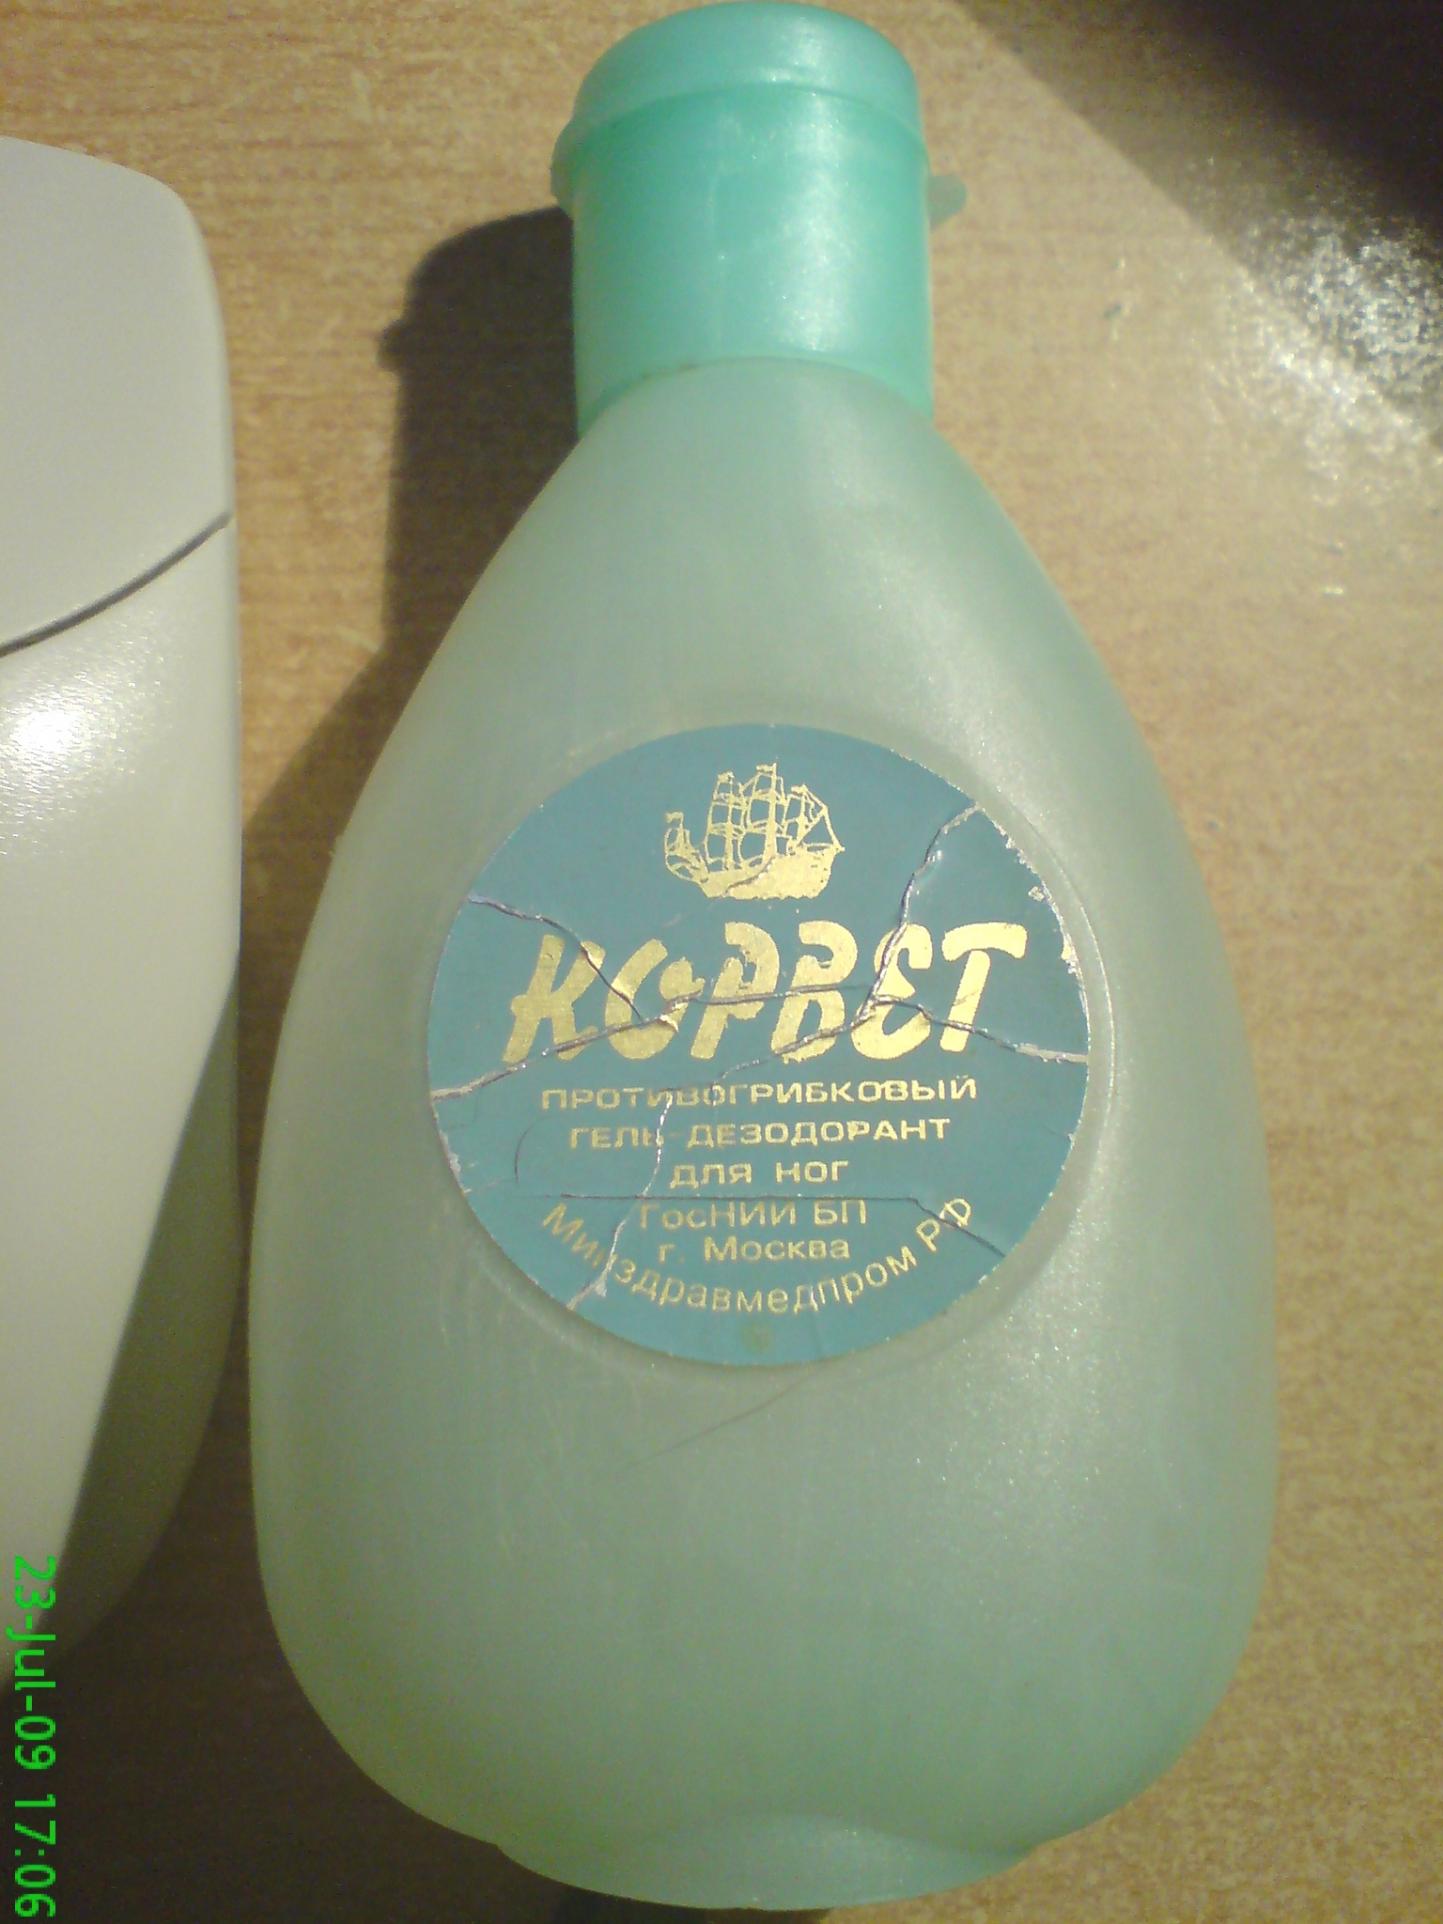 КОРВЕТ
ПРОТИВОГРИБКОВЫЙ
ГЕЛЬ-ДЕЗОДОРАНТ
ДЛЯ НОГ
ГосНИИ БП
г. Москва
Минздравмедпром РФ
23-Jul-09 17:06